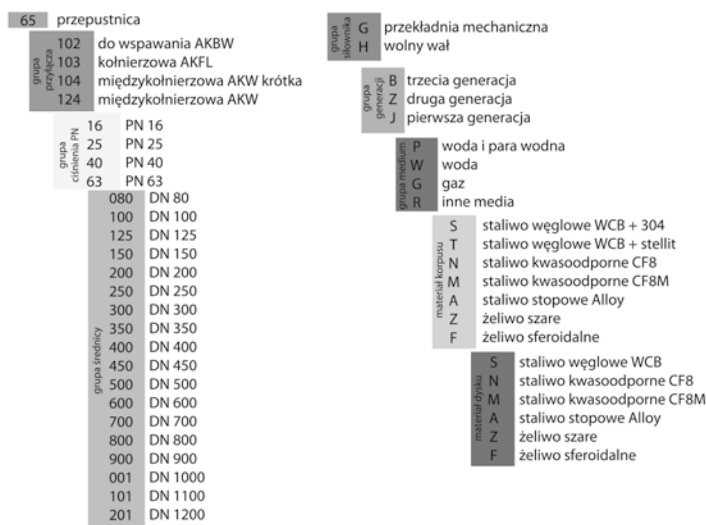 65 przepustnica
grupa przyłącza
102 do wspawania AKBW
103 kołnierzowa AKFL
104 międzykołnierzowa AKW krótka
124 międzykołnierzowa AKW
grupa ciśnienia PN
16 PN 16
25 PN 25
40 PN 40
63 PN 63
grupa średnicy
080 DN 80
100 DN 100
125 DN 125
150 DN 150
200 DN 200
250 DN 250
300 DN 300
350 DN 350
400 DN 400
450 DN 450
500 DN 500
600 DN 600
700 DN 700
800 DN 800
900 DN 900
001 DN 1000
101 DN 1100
201 DN 1200
grupa siłownika
G przekładnia mechaniczna
H wolny wał
grupa generacji
B trzecia generacja
Z druga generacja
J pierwsza generacja
grupa medium
P woda i para wodna
W woda
G gaz
R inne media
materiał korpusu
S staliwo węglowe WCB + 304
T staliwo węglowe WCB + stellit
N staliwo kwasoodporne CF8
M staliwo kwasoodporne CF8M
A staliwo stopowe Alloy
Z żeliwo szare
F żeliwo sferoidalne
materiał dysku
S staliwo węglowe WCB
N staliwo kwasoodporne CF8
M staliwo kwasoodporne CF8M
A staliwo stopowe Alloy
Z żeliwo szare
F żeliwo sferoidalne